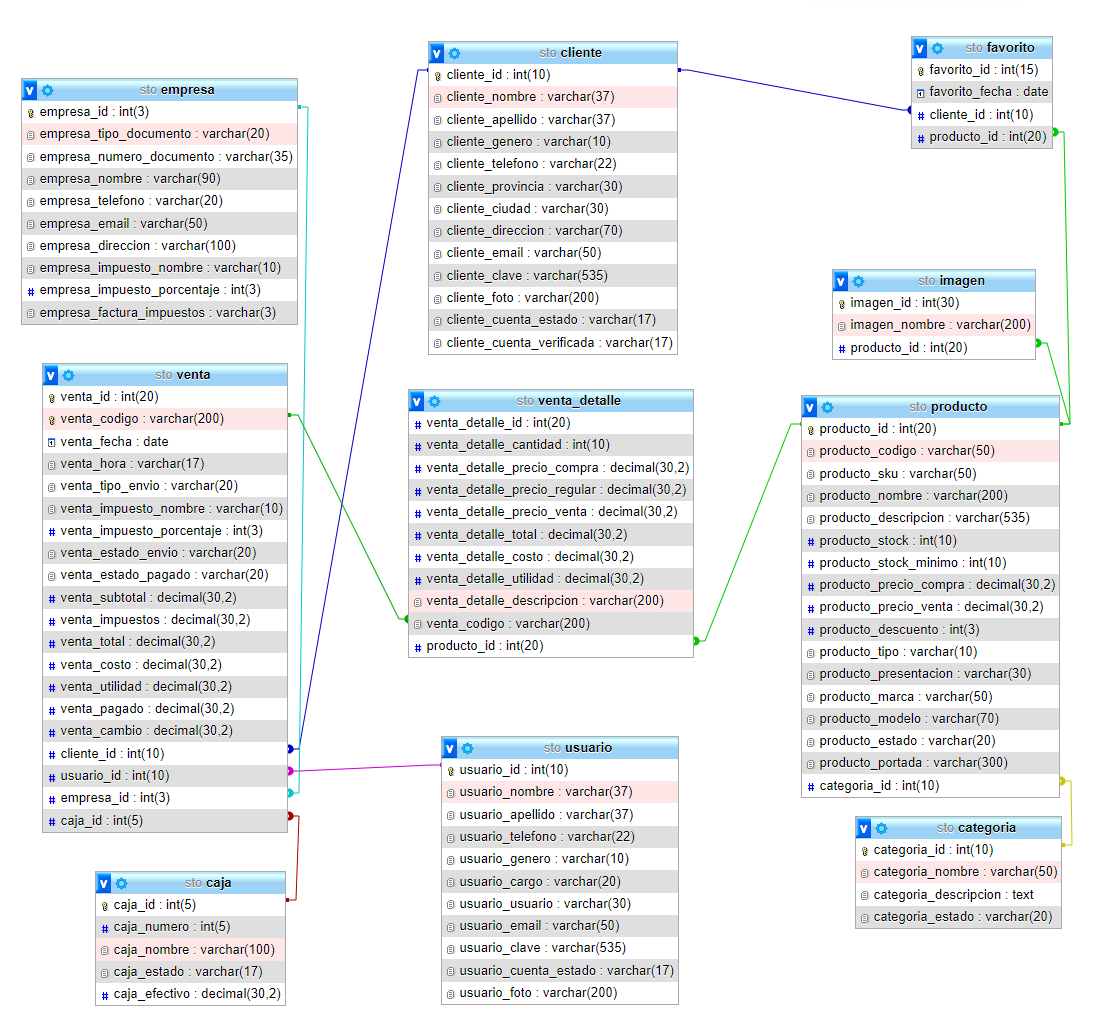 sto empresa
empresa_id : int(3)
empresa_tipo_documento : varchar(20)
empresa_numero_documento : varchar(35)
empresa_nombre : varchar(90)
empresa_telefono : varchar(20)
empresa_email : varchar(50)
empresa_direccion : varchar(100)
empresa_impuesto_nombre : varchar(10)
empresa_impuesto_porcentaje : int(3)
empresa_factura_impuestos : varchar(3)
sto cliente
cliente_id : int(10)
cliente_nombre : varchar(37)
cliente_apellido : varchar(37)
cliente_genero : varchar(10)
cliente_telefono : varchar(22)
cliente_provincia : varchar(30)
cliente_ciudad : varchar(30)
cliente_direccion : varchar(70)
cliente_email : varchar(50)
cliente_clave : varchar(535)
cliente_foto : varchar(200)
cliente_cuenta_estado : varchar(17)
cliente_cuenta_verificada : varchar(17)
sto favorito
favorito_id : int(15)
favorito_fecha : date
cliente_id : int(10)
producto_id : int(20)
sto imagen
imagen_id : int(30)
imagen_nombre : varchar(200)
producto_id : int(20)
sto venta
venta_id : int(20)
venta_codigo : varchar(200)
venta_fecha : date
venta_hora : varchar(17)
venta_tipo_envio : varchar(20)
venta_impuesto_nombre : varchar(10)
venta_impuesto_porcentaje : int(3)
venta_estado_envio : varchar(20)
venta_estado_pagado : varchar(20)
venta_subtotal : decimal(30,2)
venta_impuestos : decimal(30,2)
venta_total : decimal(30,2)
venta_costo : decimal(30,2)
venta_utilidad : decimal(30,2)
venta_pagado : decimal(30,2)
venta_cambio : decimal(30,2)
cliente_id : int(10)
usuario_id : int(10)
empresa_id : int(3)
caja_id : int(5)
sto venta_detalle
venta_detalle_id : int(20)
venta_detalle_cantidad : int(10)
venta_detalle_precio_compra : decimal(30,2)
venta_detalle_precio_regular : decimal(30,2)
venta_detalle_precio_venta : decimal(30,2)
venta_detalle_total : decimal(30,2)
venta_detalle_costo : decimal(30,2)
venta_detalle_utilidad : decimal(30,2)
venta_detalle_descripcion : varchar(200)
venta_codigo : varchar(200)
producto_id : int(20)
sto producto
producto_id : int(20)
producto_codigo : varchar(50)
producto_sku : varchar(50)
producto_nombre : varchar(200)
producto_descripcion : varchar(535)
producto_stock : int(10)
producto_stock_minimo : int(10)
producto_precio_compra : decimal(30,2)
producto_precio_venta : decimal(30,2)
producto_descuento : int(3)
producto_tipo : varchar(10)
producto_presentacion : varchar(30)
producto_marca : varchar(50)
producto_modelo : varchar(70)
producto_estado : varchar(20)
producto_portada : varchar(300)
categoria_id : int(10)
sto usuario
usuario_id : int(10)
usuario_nombre : varchar(37)
usuario_apellido : varchar(37)
usuario_telefono : varchar(22)
usuario_genero : varchar(10)
usuario_cargo : varchar(20)
usuario_usuario : varchar(30)
usuario_email : varchar(50)
usuario_clave : varchar(535)
usuario_cuenta_estado : varchar(17)
usuario_foto : varchar(200)
sto categoria
categoria_id : int(10)
categoria_nombre : varchar(50)
categoria_descripcion : text
categoria_estado : varchar(20)
sto caja
caja_id : int(5)
caja_numero : int(5)
caja_nombre : varchar(100)
caja_estado : varchar(17)
caja_efectivo : decimal(30,2)